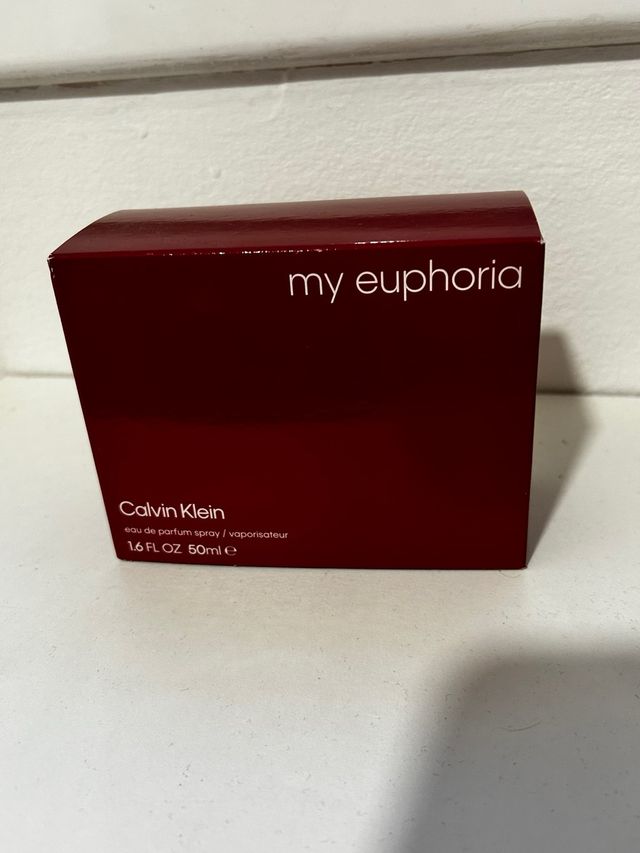 my euphoria
Calvin Klein
eau de parfum spray / vaporisateur
1.6 FL OZ 50ml ℮